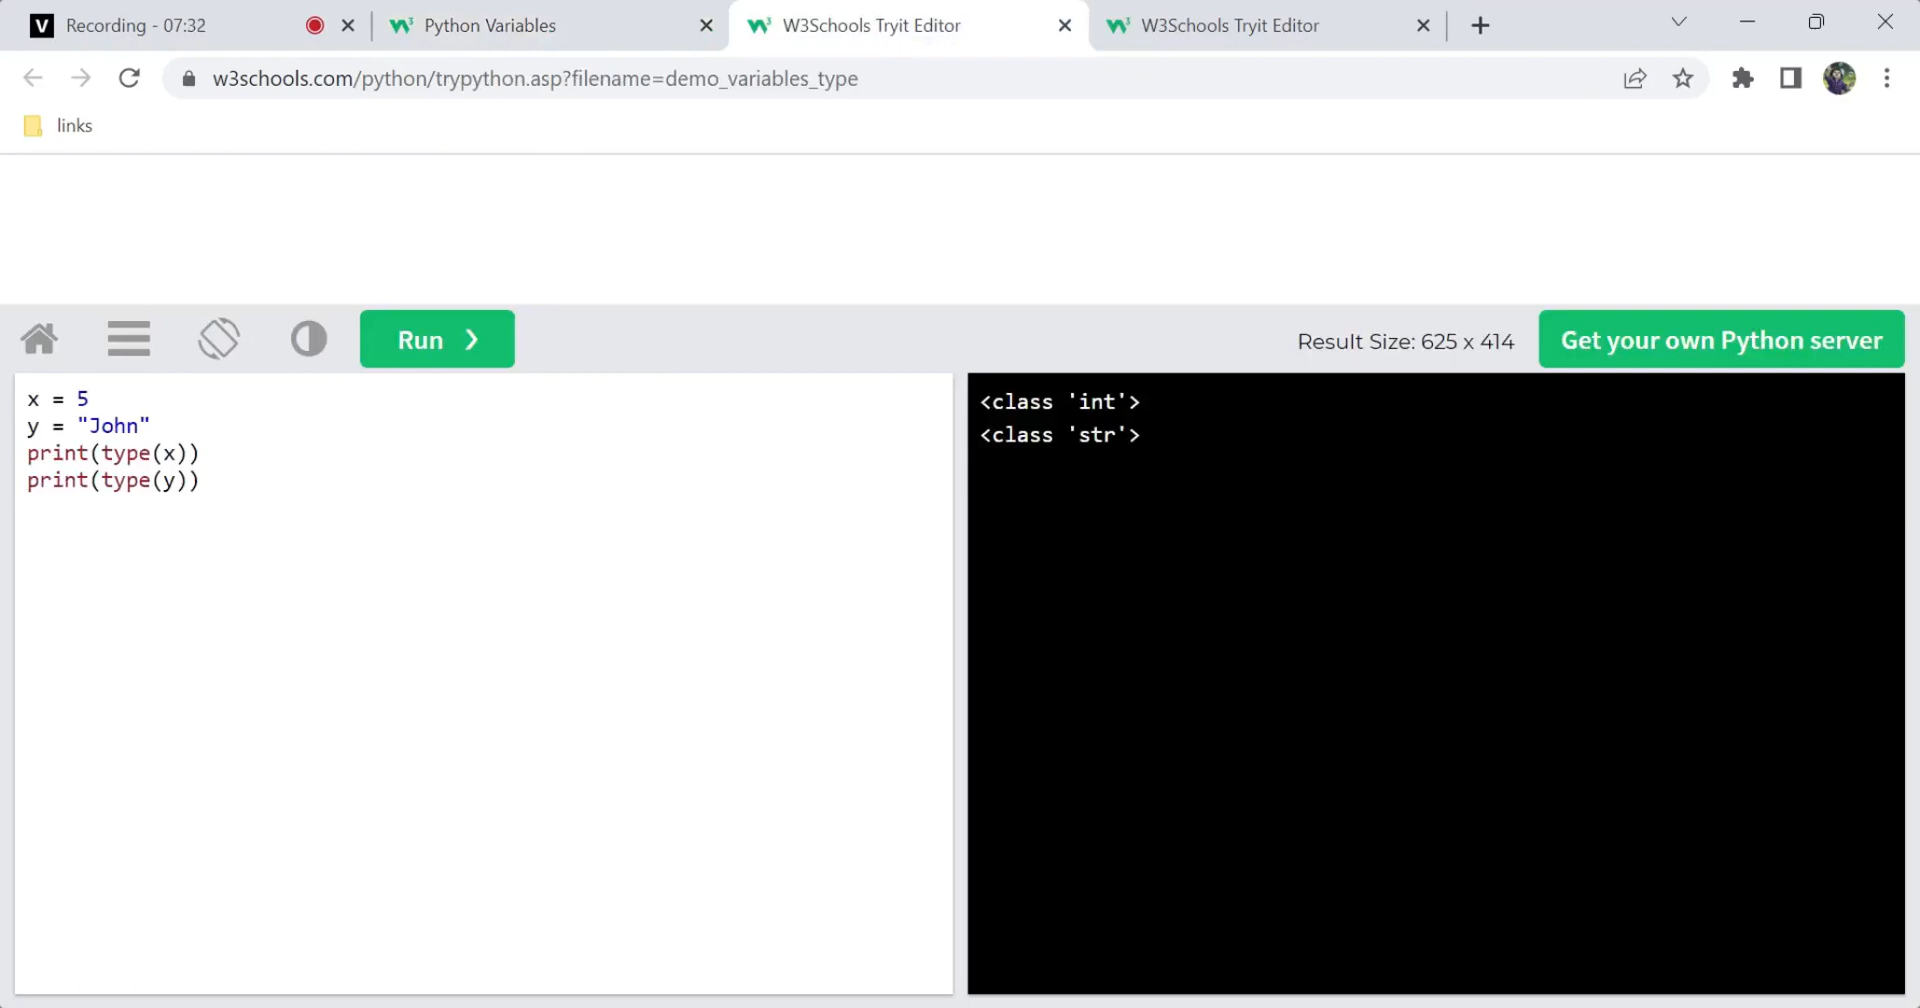 V Recording - 07:32
Python Variables
W3Schools Tryit Editor
W3Schools Tryit Editor
w3schools.com/python/trypython.asp?filename=demo_variables_type
links
Run ❯
Result Size: 625 x 414
Get your own Python server
x = 5
y = "John"
print(type(x))
print(type(y))
<class 'int'>
<class 'str'>